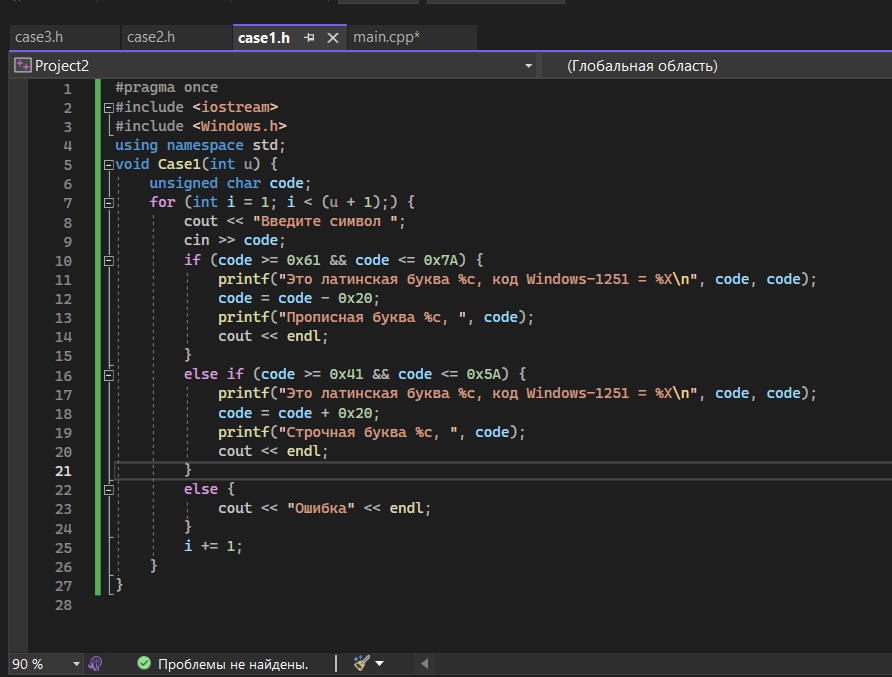 case3.h case2.h case1.h main.cpp*
Project2 (Глобальная область)
1 #pragma once
2 #include <iostream>
3 #include <Windows.h>
4 using namespace std;
5 void Case1(int u) {
6 unsigned char code;
7 for (int i = 1; i < (u + 1);) {
8 cout << "Введите символ ";
9 cin >> code;
10 if (code >= 0x61 && code <= 0x7A) {
11 printf("Это латинская буква %c, код Windows-1251 = %X\n", code, code);
12 code = code - 0x20;
13 printf("Прописная буква %c, ", code);
14 cout << endl;
15 }
16 else if (code >= 0x41 && code <= 0x5A) {
17 printf("Это латинская буква %c, код Windows-1251 = %X\n", code, code);
18 code = code + 0x20;
19 printf("Строчная буква %c, ", code);
20 cout << endl;
21 }
22 else {
23 cout << "Ошибка" << endl;
24 }
25 i += 1;
26 }
27 }
28
90 % Проблемы не найдены.